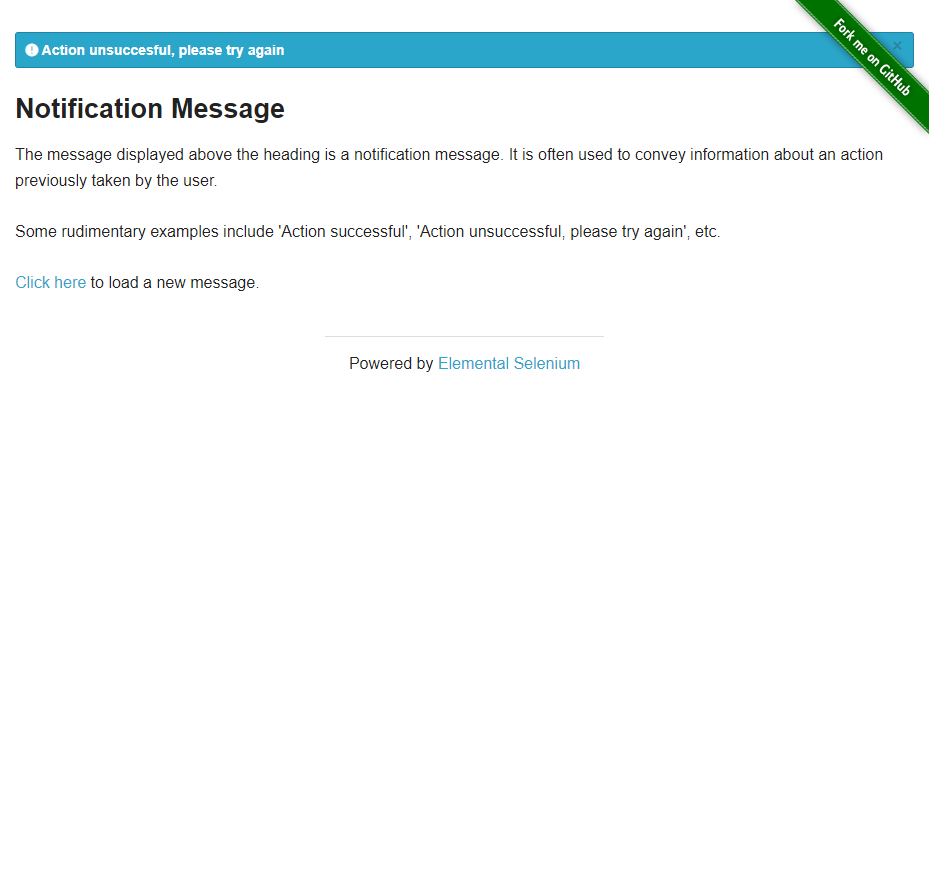 Action unsuccesful, please try again
×
Fork me on GitHub
Notification Message
The message displayed above the heading is a notification message. It is often used to convey information about an action
previously taken by the user.
Some rudimentary examples include 'Action successful', 'Action unsuccessful, please try again', etc.
Click here to load a new message.
Powered by Elemental Selenium